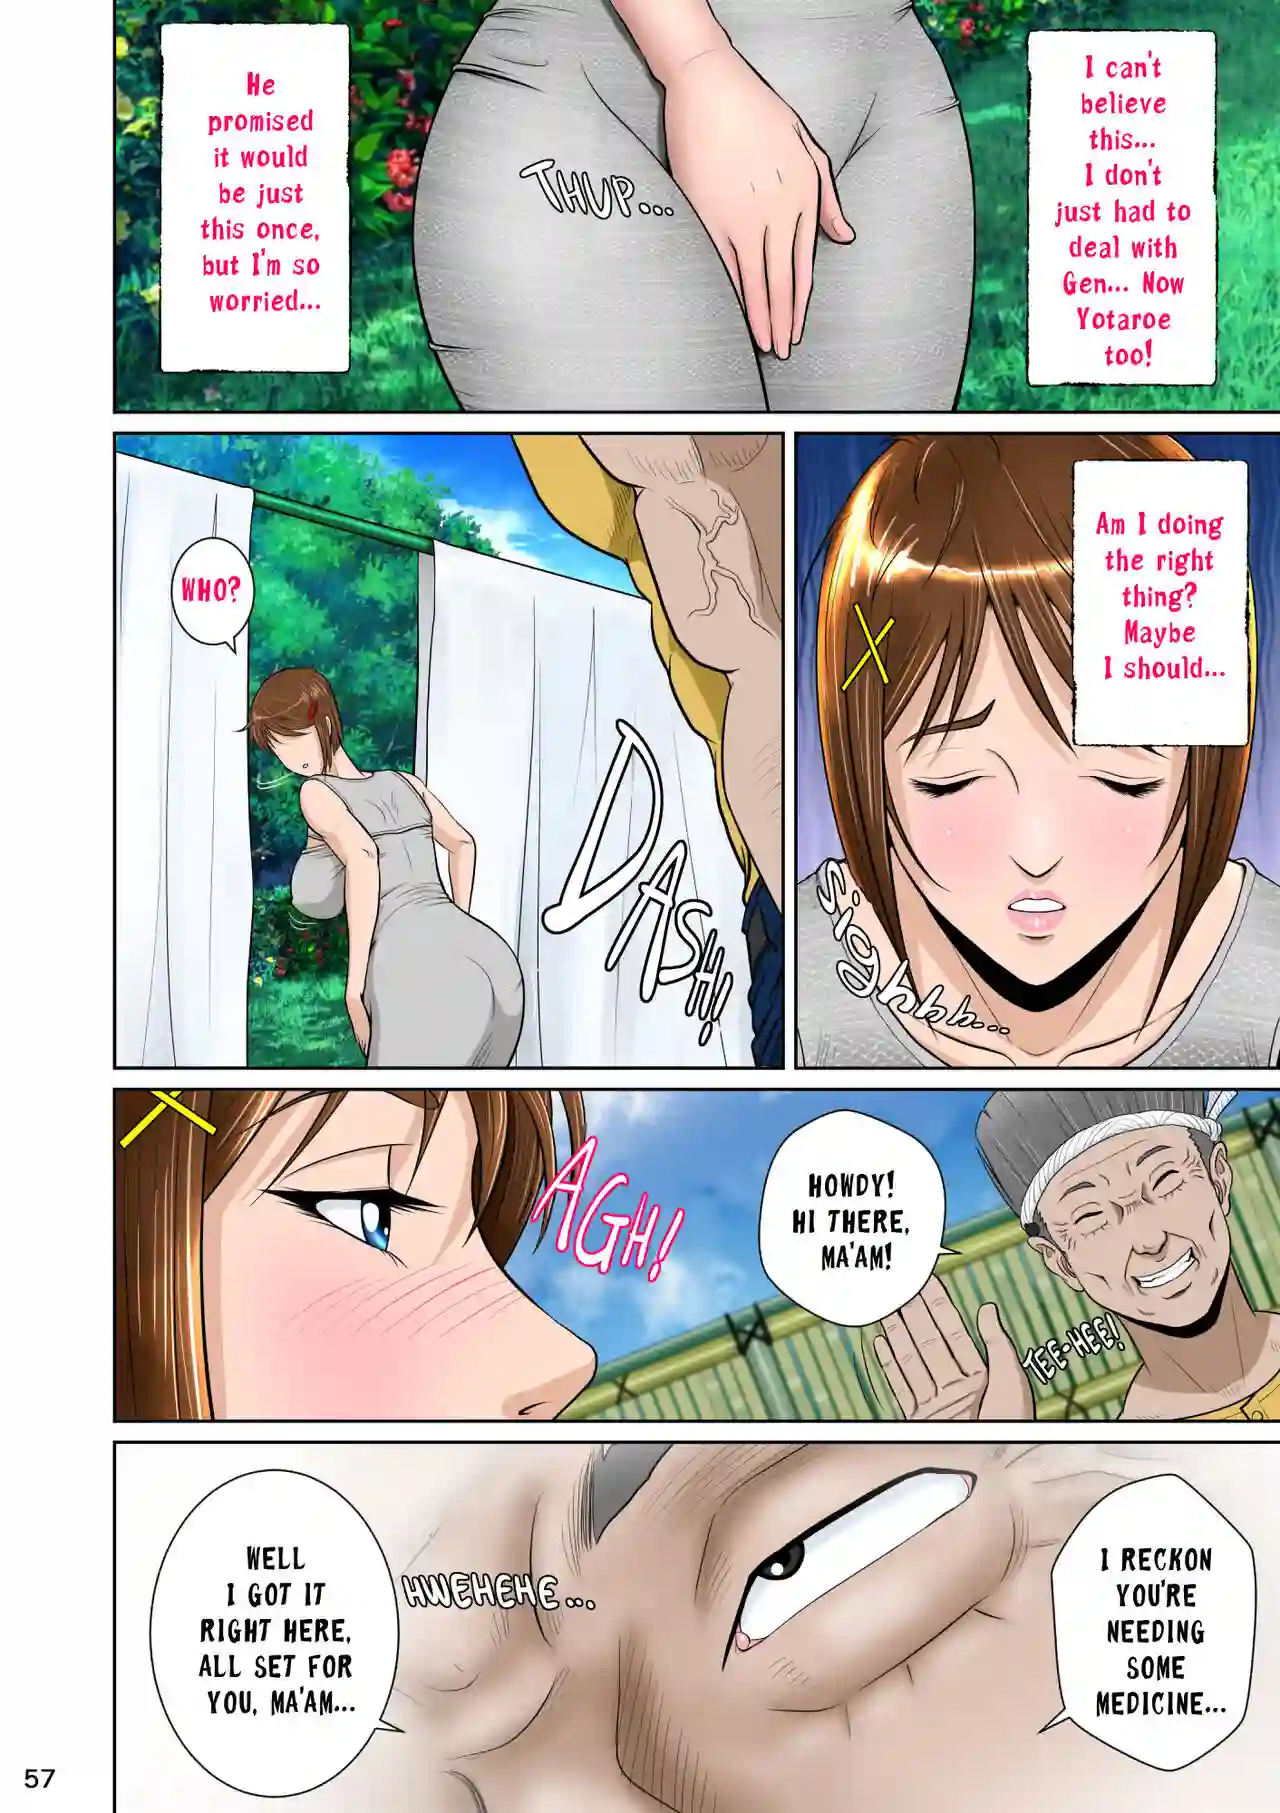 I can't
believe
this...
I don't
just had to
deal with
Gen... Now
Yotaroe
too!
THUP...
He
promised
it would
be just
this once,
but I'm so
worried...
Am I doing
the right
thing?
Maybe
I should...
Sighhhh...
DASH!
WHO?
HOWDY!
HI THERE,
MA'AM!
TEE-HEE!
AGH!
I RECKON
YOU'RE
NEEDING
SOME
MEDICINE...
HWEHEHE...
WELL
I GOT IT
RIGHT HERE,
ALL SET FOR
YOU, MA'AM...
57